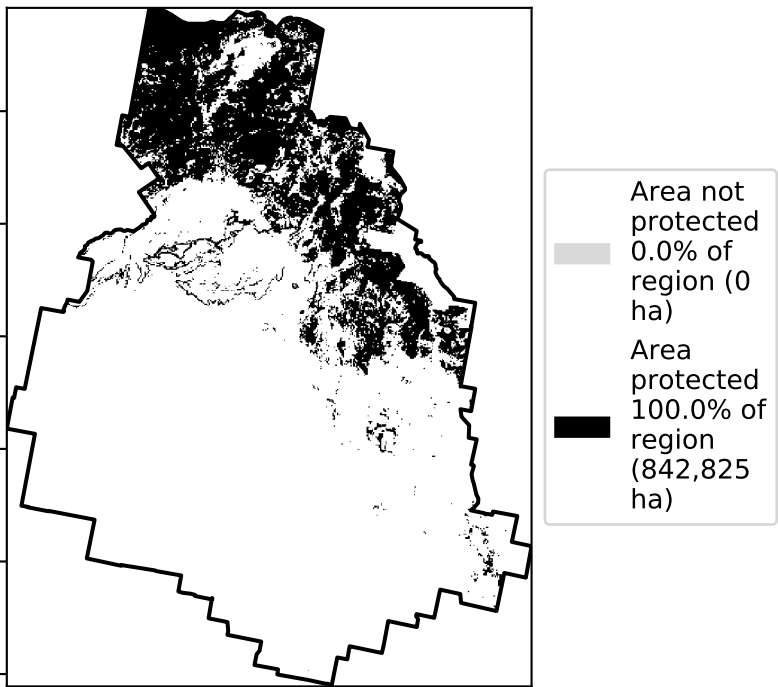 Area not
protected
0.0% of
region (0
ha)
Area
protected
100.0% of
region
(842,825
ha)